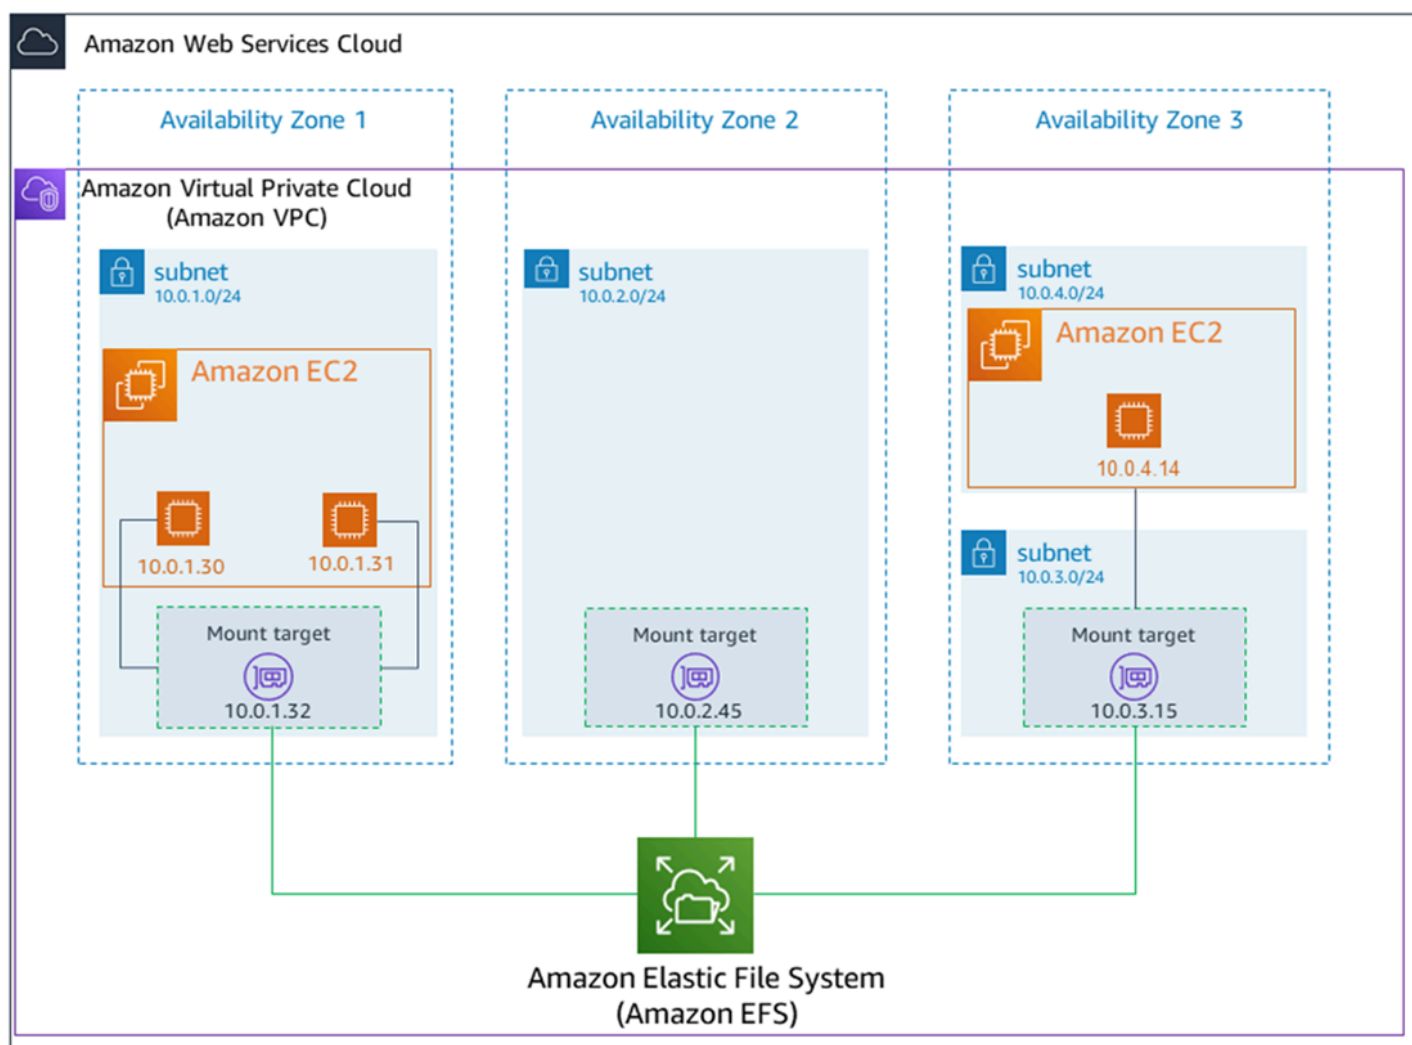 Amazon Web Services Cloud
Availability Zone 1
Availability Zone 2
Availability Zone 3
Amazon Virtual Private Cloud
(Amazon VPC)
subnet
10.0.1.0/24
Amazon EC2
10.0.1.30
10.0.1.31
Mount target
10.0.1.32
subnet
10.0.2.0/24
Mount target
10.0.2.45
subnet
10.0.4.0/24
Amazon EC2
10.0.4.14
subnet
10.0.3.0/24
Mount target
10.0.3.15
Amazon Elastic File System
(Amazon EFS)